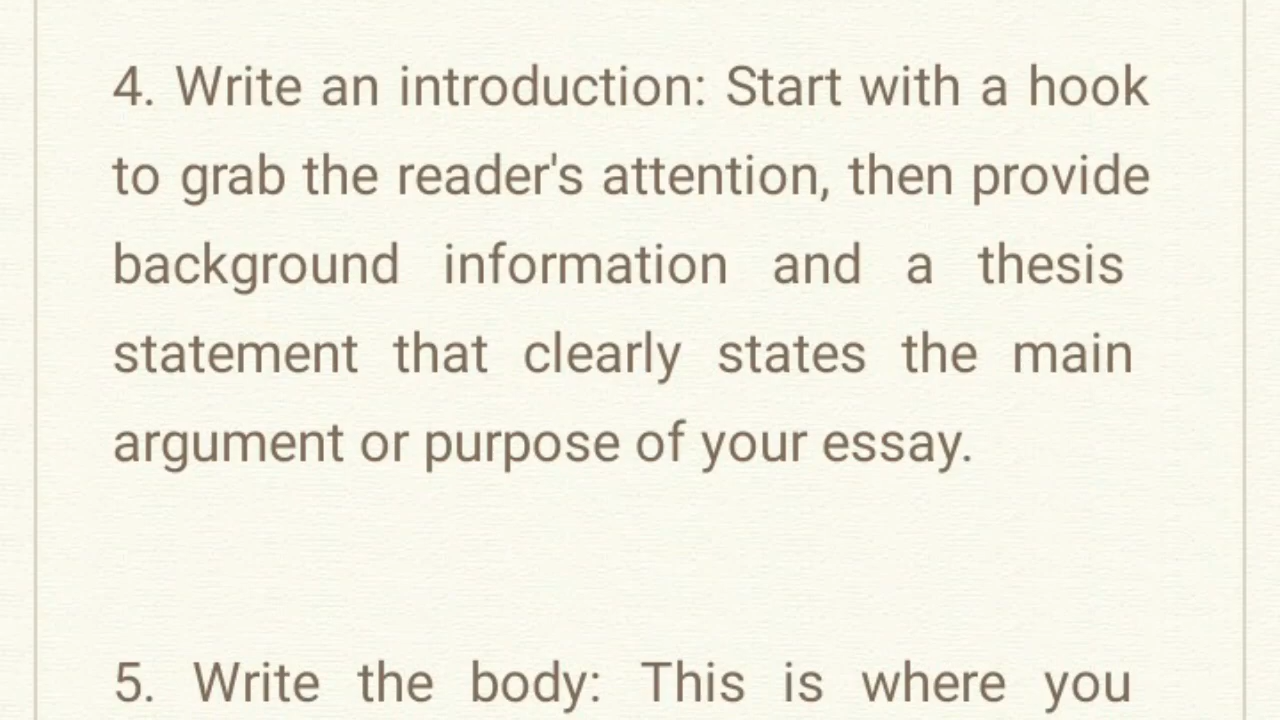 4. Write an introduction: Start with a hook
to grab the reader's attention, then provide
background information and a thesis
statement that clearly states the main
argument or purpose of your essay.
5. Write the body: This is where you